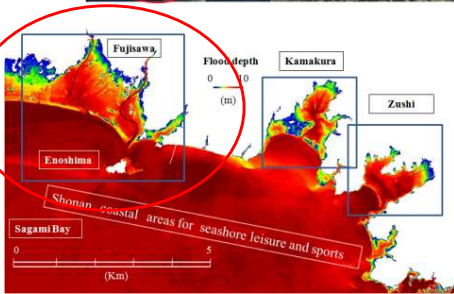 Fujisawa
Flood depth
0 10
(m)
Kamakura
Zushi
Enoshima
Shonan coastal areas for seashore leisure and sports
Sagami Bay
0 5
(Km)